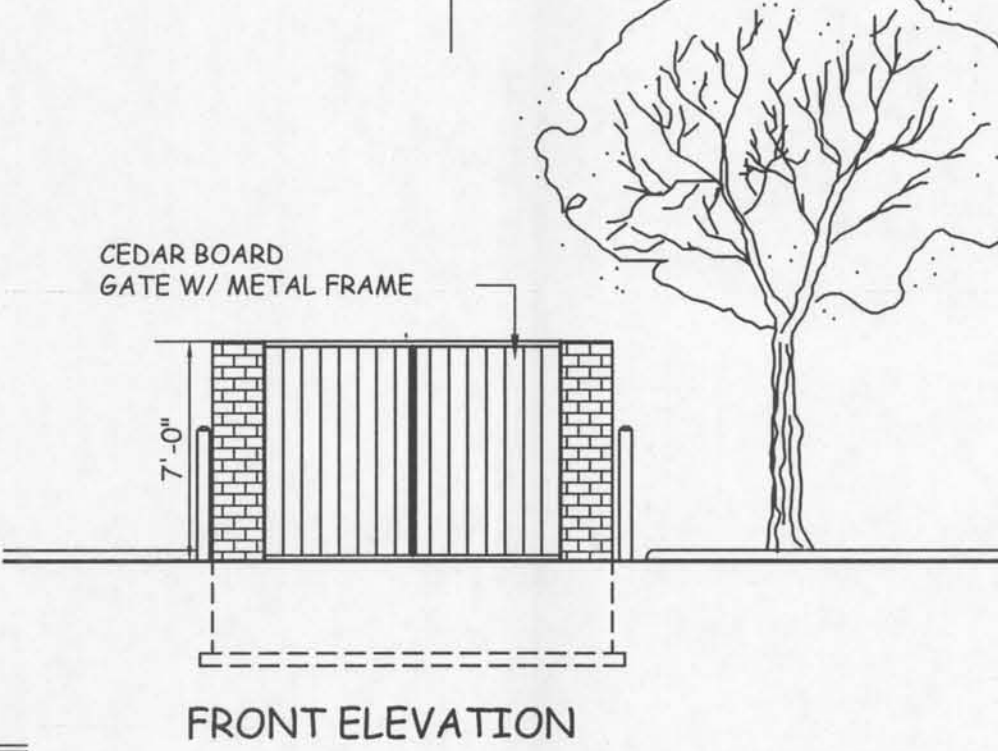 CEDAR BOARD
GATE W/ METAL FRAME
7'-0"
FRONT ELEVATION